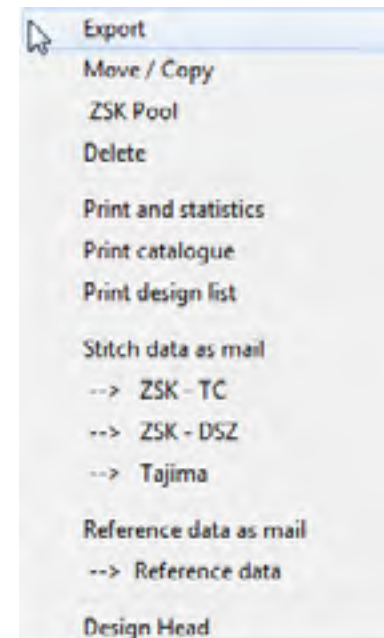 Export
Move / Copy
ZSK Pool
Delete
Print and statistics
Print catalogue
Print design list
Stitch data as mail
--> ZSK - TC
--> ZSK - DSZ
--> Tajima
Reference data as mail
--> Reference data
Design Head